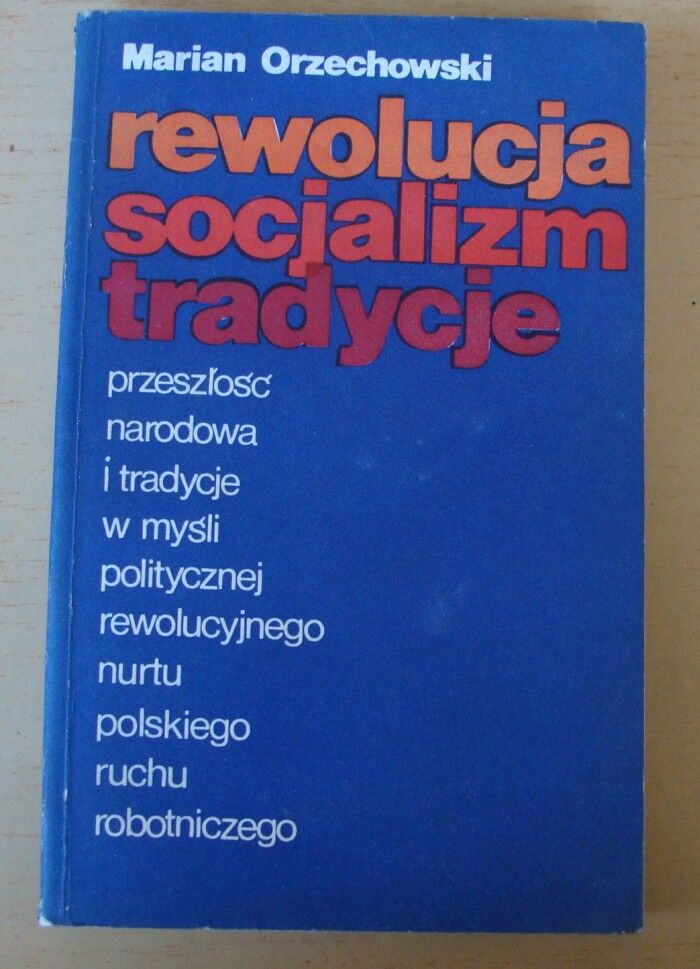 Marian Orzechowski
rewolucja
socjalizm
tradycje
przeszłość
narodowa
i tradycje
w myśli
politycznej
rewolucyjnego
nurtu
polskiego
ruchu
robotniczego